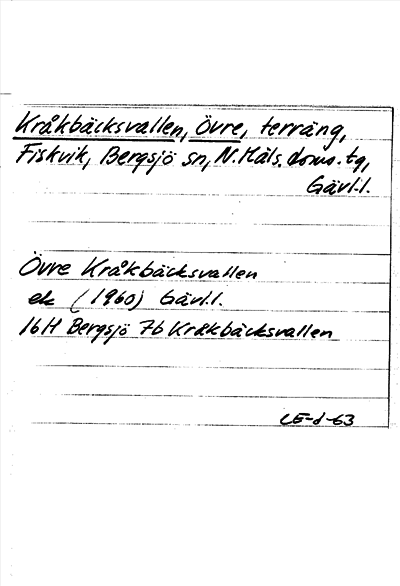 Kråkbäcksvallen, Övre, terräng,
Fiskvik, Bergsjö sn, N. Häls. doms. tg,
Gävl.l.
Övre Kråkbäcksvallen
ek (1960) Gävl.l.
16H Bergsjö 7b Kråkbäcksvallen
LE-d-63